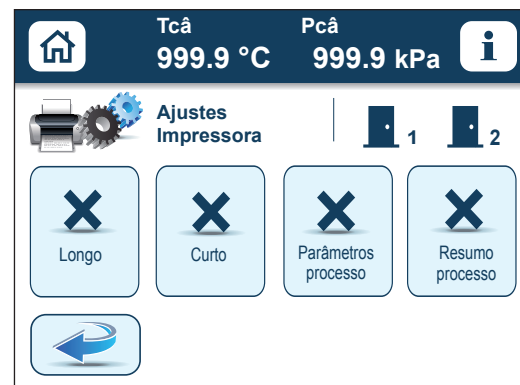 Tcâ Pcâ
999.9 °C 999.9 kPa i
Ajustes
Impressora
1 2
Longo
Curto
Parâmetros
processo
Resumo
processo